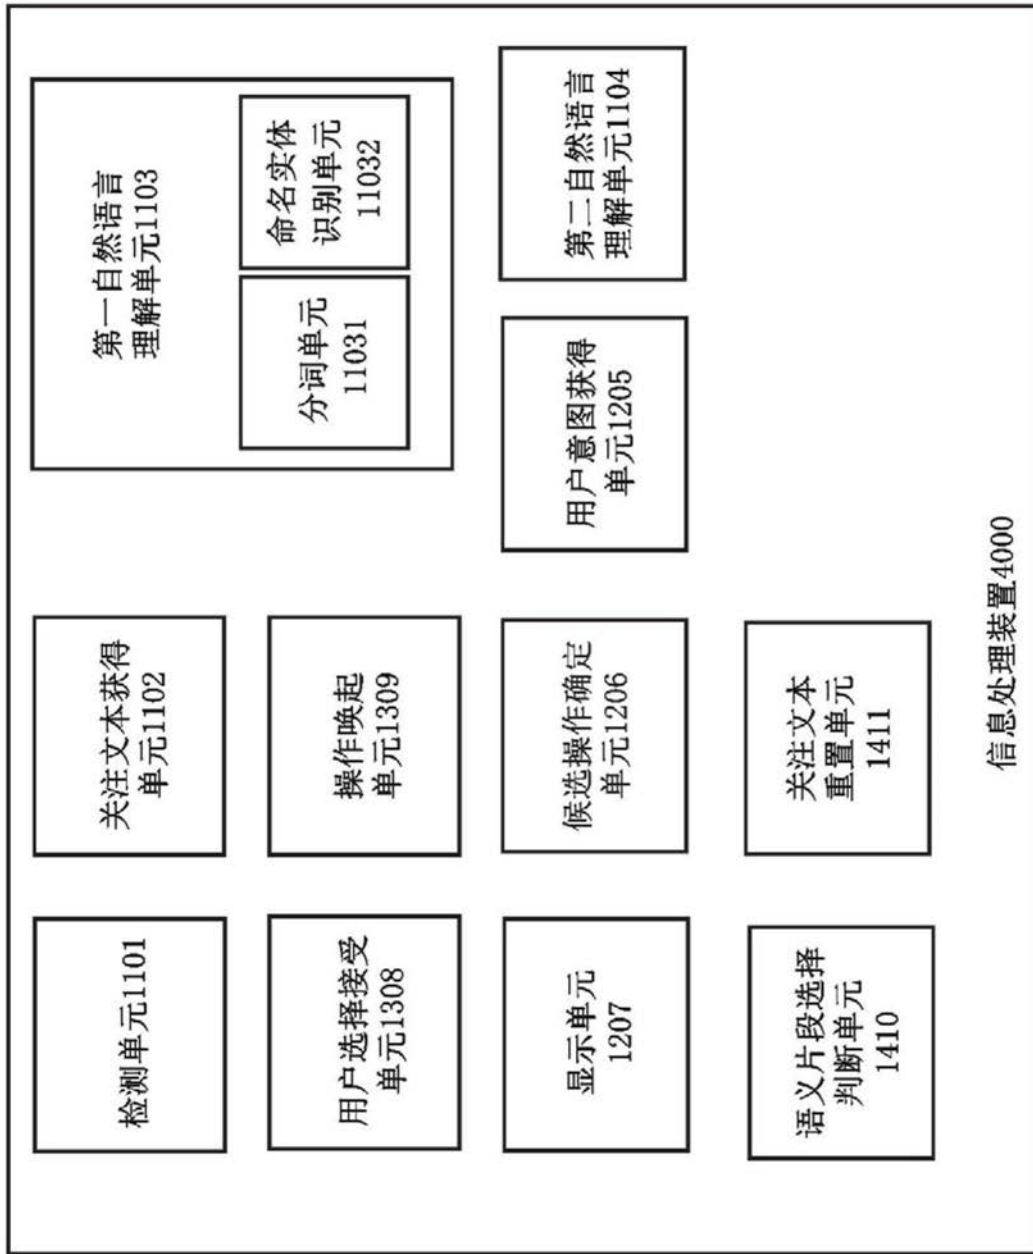 检测单元1101
关注文本获得
单元1102
第一自然语言
理解单元1103
分词单元
11031
命名实体
识别单元
11032
用户选择接受
单元1308
操作唤起
单元1309
显示单元
1207
候选操作确定
单元1206
用户意图获得
单元1205
第二自然语言
理解单元1104
语义片段选择
判断单元
1410
关注文本
重置单元
1411
信息处理装置4000